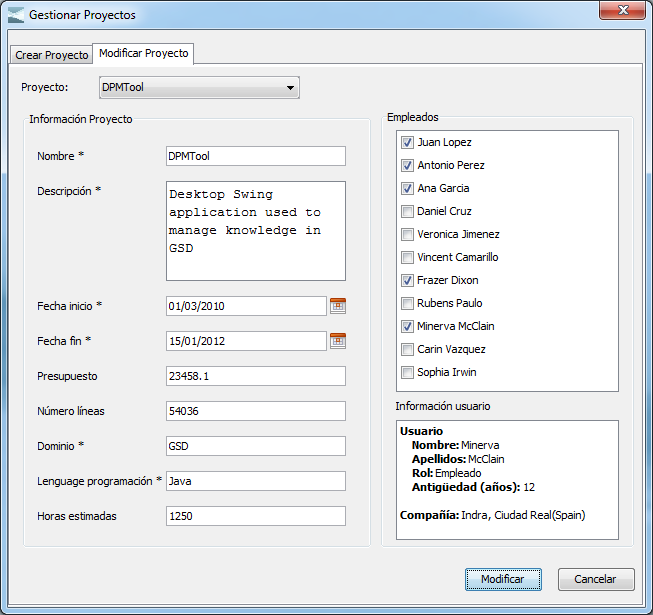 Gestionar Proyectos
Crear Proyecto
Modificar Proyecto
Proyecto:
DPMTool
Información Proyecto
Nombre *
DPMTool
Descripción *
Desktop Swing
application used to
manage knowledge in
GSD
Fecha inicio *
01/03/2010
Fecha fin *
15/01/2012
Presupuesto
23458.1
Número líneas
54036
Dominio *
GSD
Lenguage programación *
Java
Horas estimadas
1250
Empleados
Juan Lopez
Antonio Perez
Ana Garcia
Daniel Cruz
Veronica Jimenez
Vincent Camarillo
Frazer Dixon
Rubens Paulo
Minerva McClain
Carin Vazquez
Sophia Irwin
Información usuario
Usuario
Nombre: Minerva
Apellidos: McClain
Rol: Empleado
Antigüedad (años): 12
Compañía: Indra, Ciudad Real(Spain)
Modificar
Cancelar